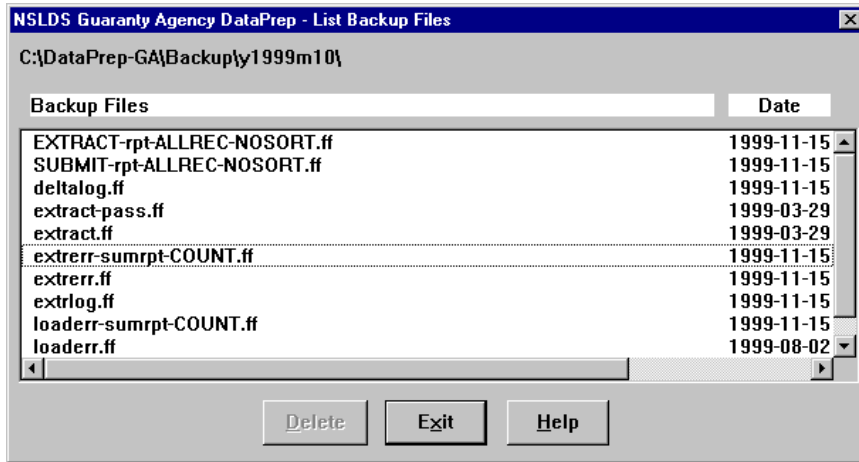 NSLDS Guaranty Agency DataPrep - List Backup Files
C:\DataPrep-GA\Backup\y1999m10\
Backup Files Date
EXTRACT-rpt-ALLREC-NOSORT.ff 1999-11-15
SUBMIT-rpt-ALLREC-NOSORT.ff 1999-11-15
deltalog.ff 1999-11-15
extract-pass.ff 1999-03-29
extract.ff 1999-03-29
extrerr-sumrpt-COUNT.ff 1999-11-15
extrerr.ff 1999-11-15
extrlog.ff 1999-11-15
loaderr-sumrpt-COUNT.ff 1999-11-15
loaderr.ff 1999-08-02
Delete Exit Help